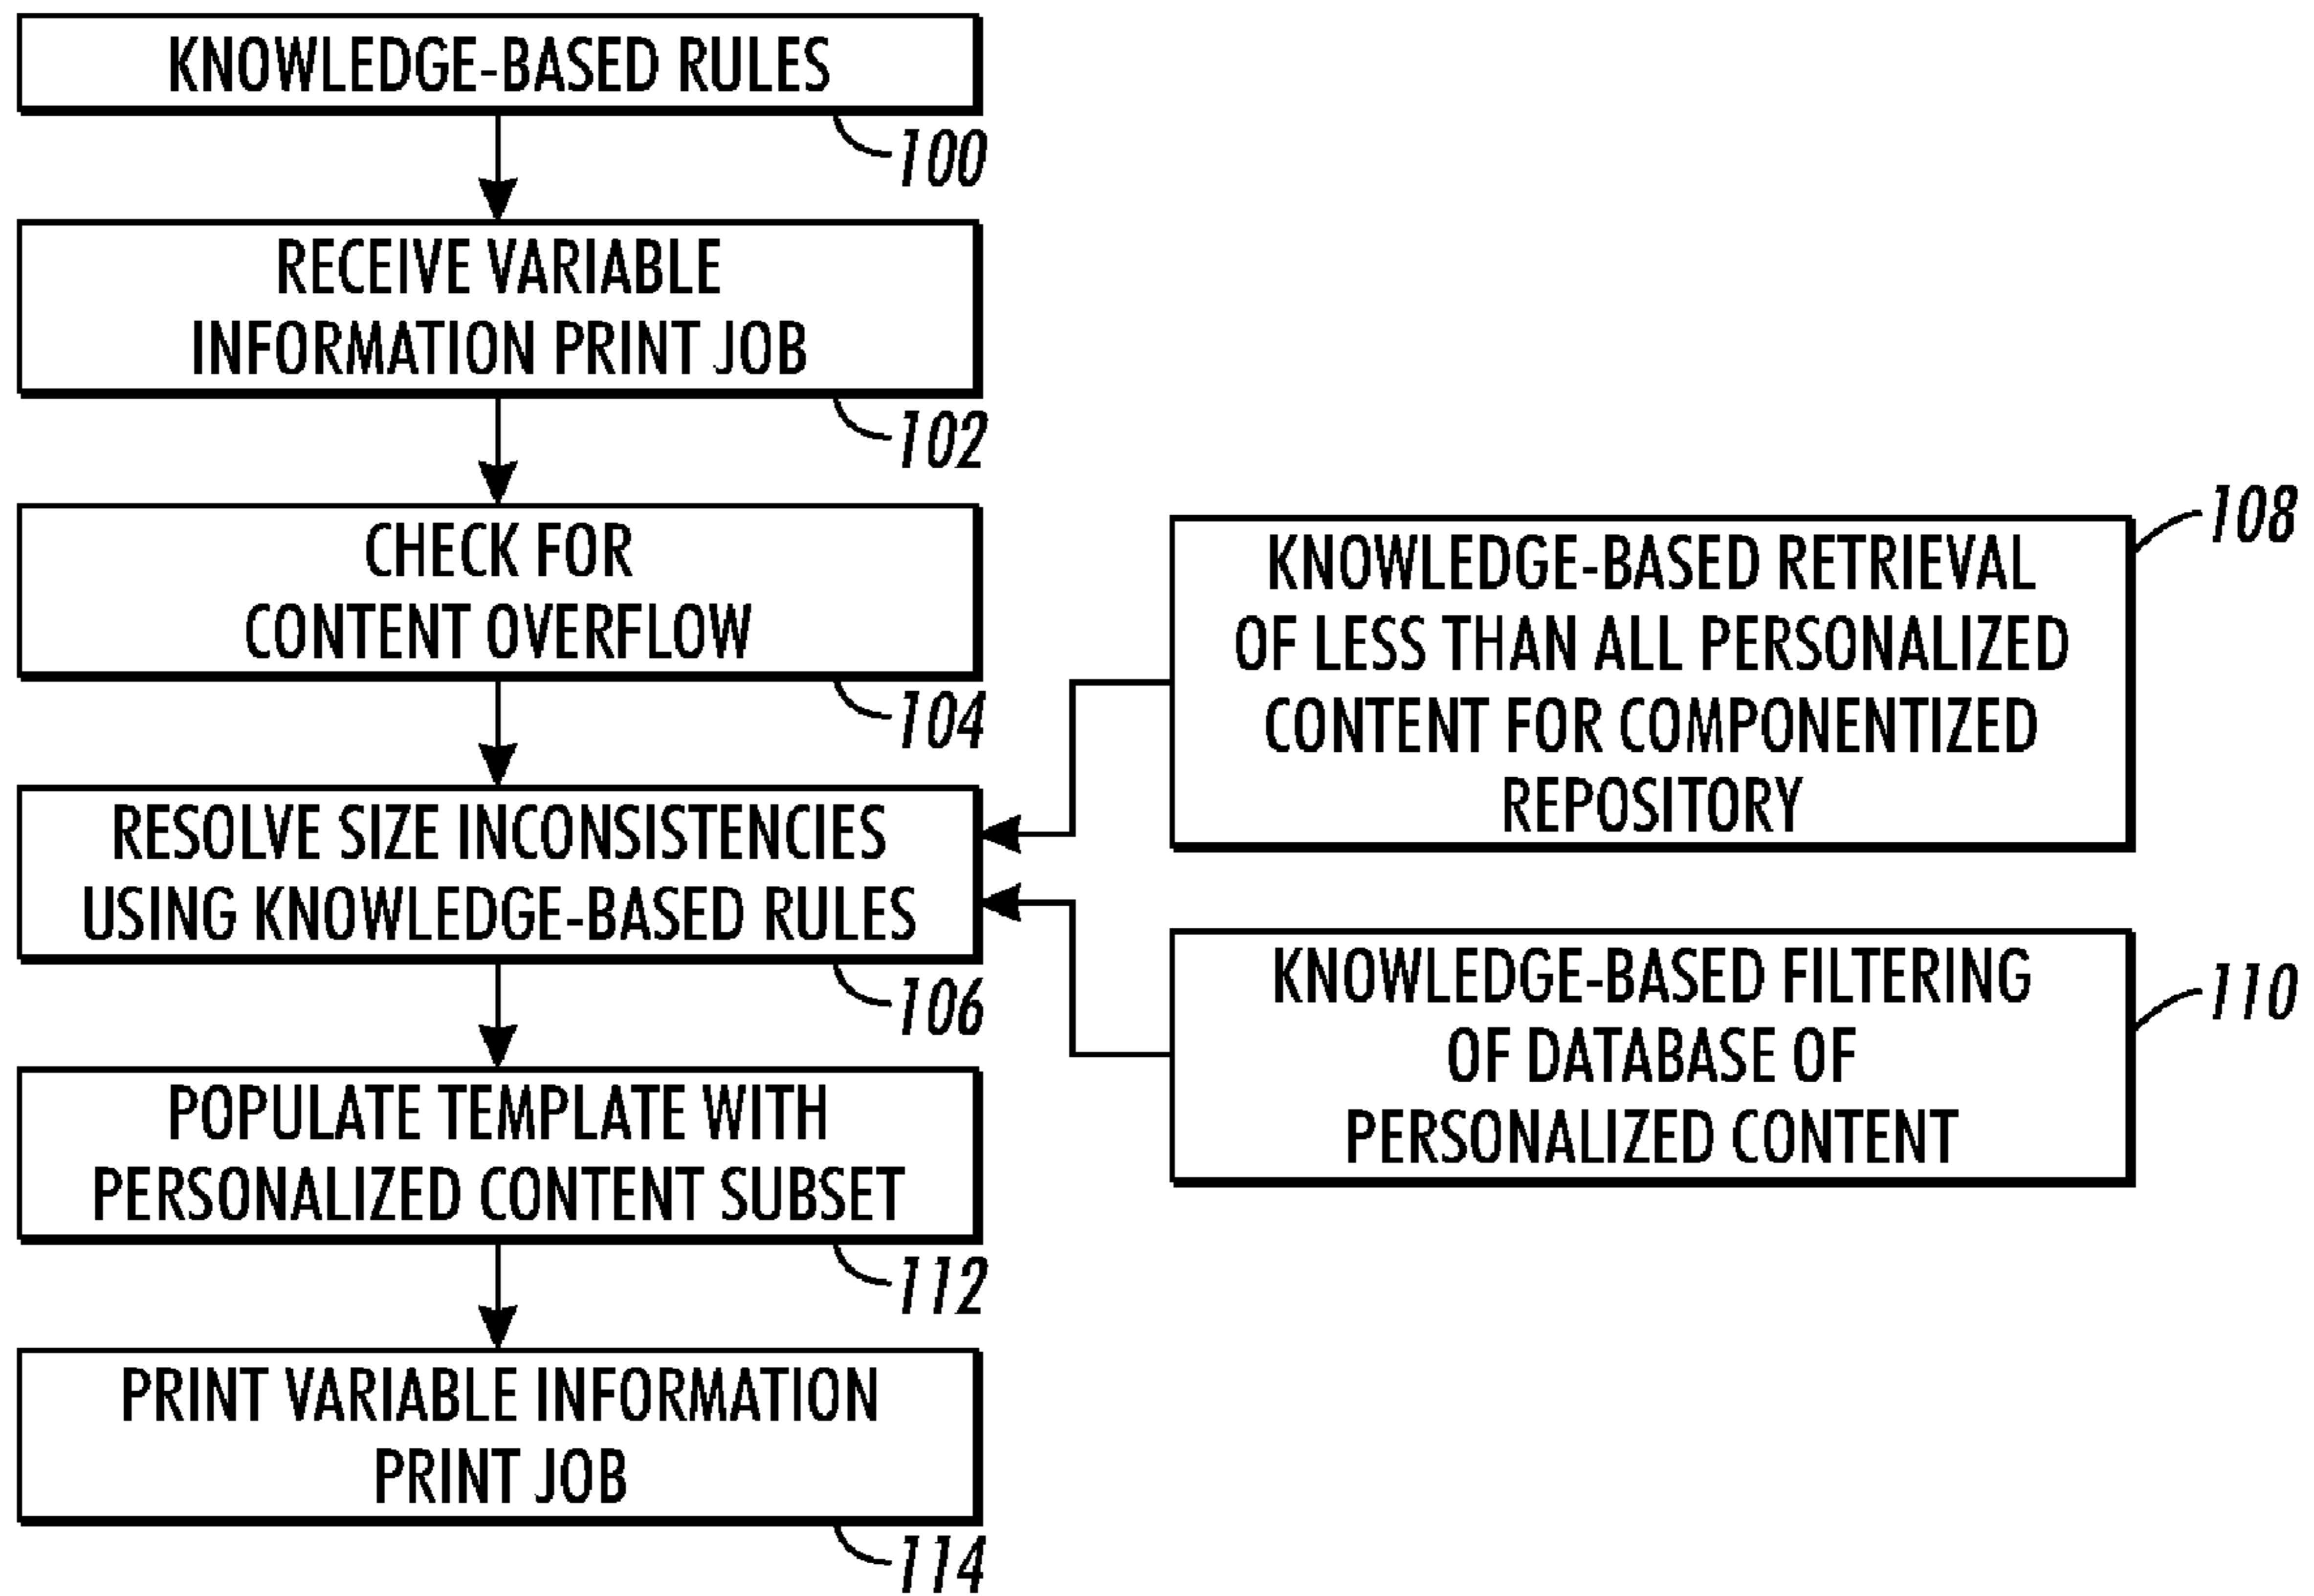 KNOWLEDGE-BASED RULES
100
RECEIVE VARIABLE
INFORMATION PRINT JOB
102
CHECK FOR
CONTENT OVERFLOW
104
RESOLVE SIZE INCONSISTENCIES
USING KNOWLEDGE-BASED RULES
106
KNOWLEDGE-BASED RETRIEVAL
OF LESS THAN ALL PERSONALIZED
CONTENT FOR COMPONENTIZED
REPOSITORY
108
KNOWLEDGE-BASED FILTERING
OF DATABASE OF
PERSONALIZED CONTENT
110
POPULATE TEMPLATE WITH
PERSONALIZED CONTENT SUBSET
112
PRINT VARIABLE INFORMATION
PRINT JOB
114